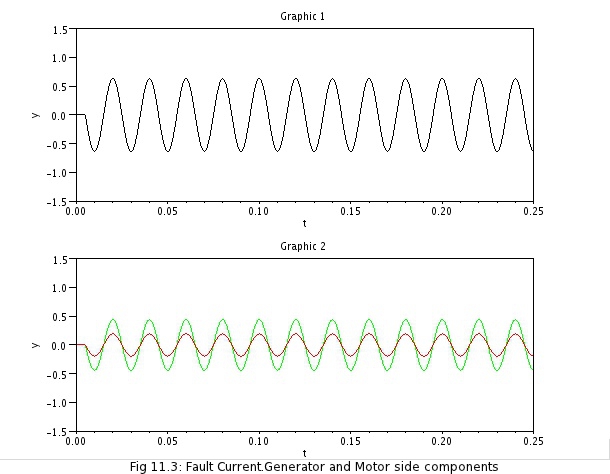 Graphic 1
1.5
1.0
0.5
y
0.0
−0.5
−1.0
−1.5
0.00 0.05 0.10 0.15 0.20 0.25
t
Graphic 2
1.5
1.0
0.5
y
0.0
−0.5
−1.0
−1.5
0.00 0.05 0.10 0.15 0.20 0.25
t
Fig 11.3: Fault Current.Generator and Motor side components